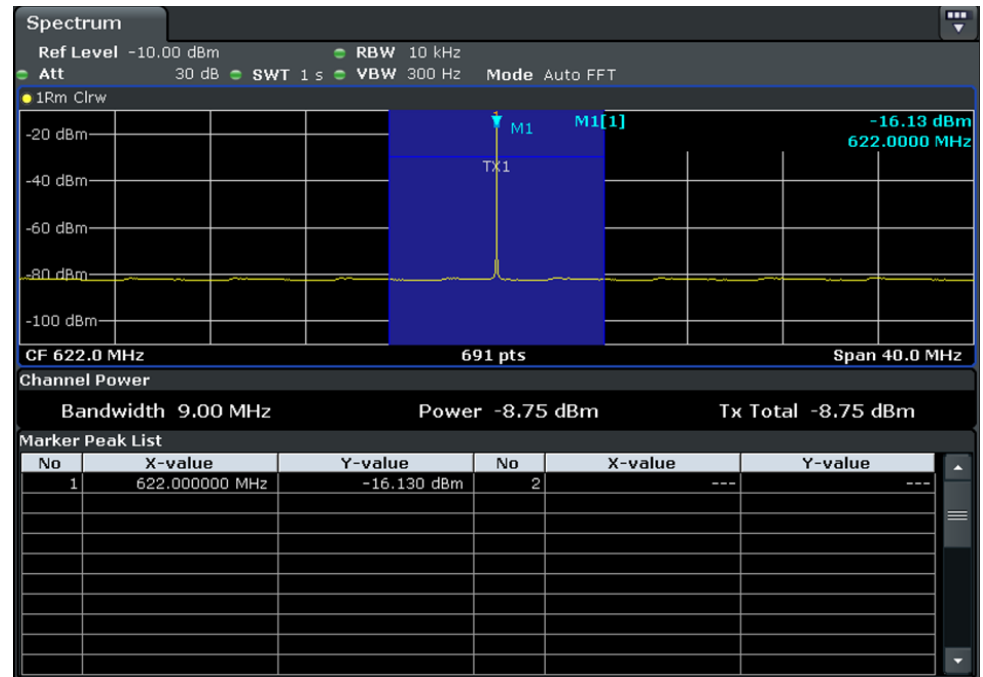 Spectrum
Ref Level -10.00 dBm RBW 10 kHz
Att 30 dB SWT 1 s VBW 300 Hz Mode Auto FFT
1Rm Clrw
M1 M1[1] -16.13 dBm
622.0000 MHz
TX1
-20 dBm
-40 dBm
-60 dBm
-80 dBm
-100 dBm
CF 622.0 MHz 691 pts Span 40.0 MHz
Channel Power
Bandwidth 9.00 MHz Power -8.75 dBm Tx Total -8.75 dBm
Marker Peak List
No X-value Y-value No X-value Y-value
1 622.000000 MHz -16.130 dBm 2 --- ---